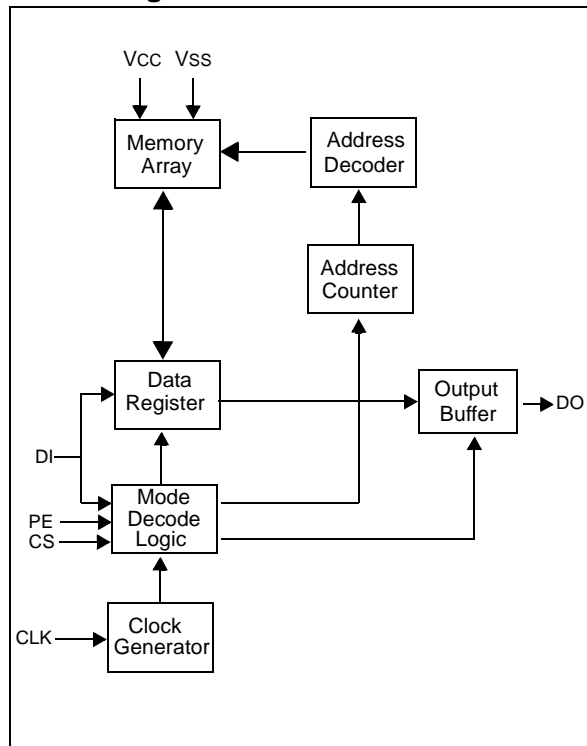 VCC VSS
Memory
Array
Address
Decoder
Address
Counter
Data
Register
Output
Buffer
DO
DI
Mode
Decode
Logic
PE
CS
CLK
Clock
Generator